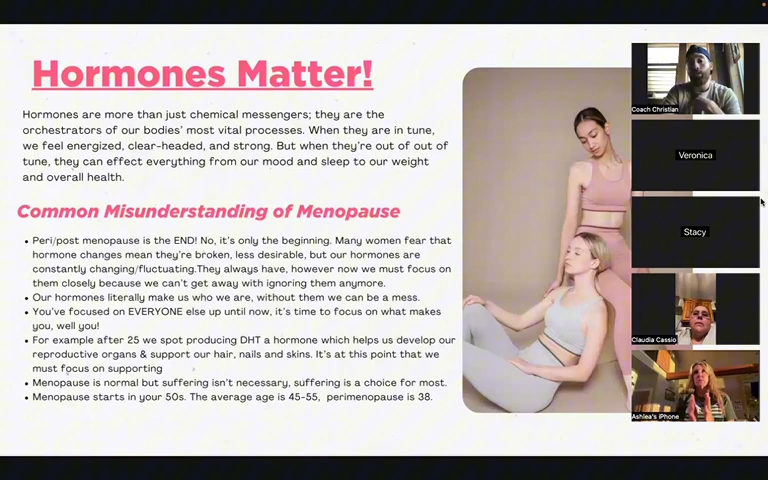 Hormones Matter!
Hormones are more than just chemical messengers; they are the
orchestrators of our bodies' most vital processes. When they are in tune,
we feel energized, clear-headed, and strong. But when they're out of out of
tune, they can effect everything from our mood and sleep to our weight
and overall health.
Common Misunderstanding of Menopause
• Peri/post menopause is the END! No, it's only the beginning. Many women fear that
hormone changes mean they're broken, less desirable, but our hormones are
constantly changing/fluctuating.They always have, however now we must focus on
them closely because we can't get away with ignoring them anymore.
• Our hormones literally make us who we are, without them we can be a mess.
• You've focused on EVERYONE else up until now, it's time to focus on what makes
you, well you!
• For example after 25 we spot producing DHT a hormone which helps us develop our
reproductive organs & support our hair, nails and skins. It's at this point that we
must focus on supporting
• Menopause is normal but suffering isn't necessary, suffering is a choice for most.
• Menopause starts in your 50s. The average age is 45-55, perimenopause is 38.
Coach Christian
Veronica
Stacy
Claudia Cassio
Ashlea's iPhone